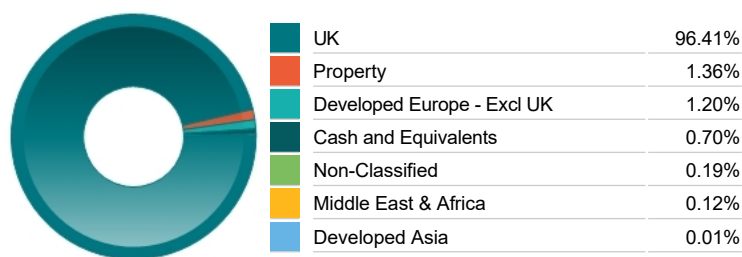 UK 96.41%
Property 1.36%
Developed Europe - Excl UK 1.20%
Cash and Equivalents 0.70%
Non-Classified 0.19%
Middle East & Africa 0.12%
Developed Asia 0.01%